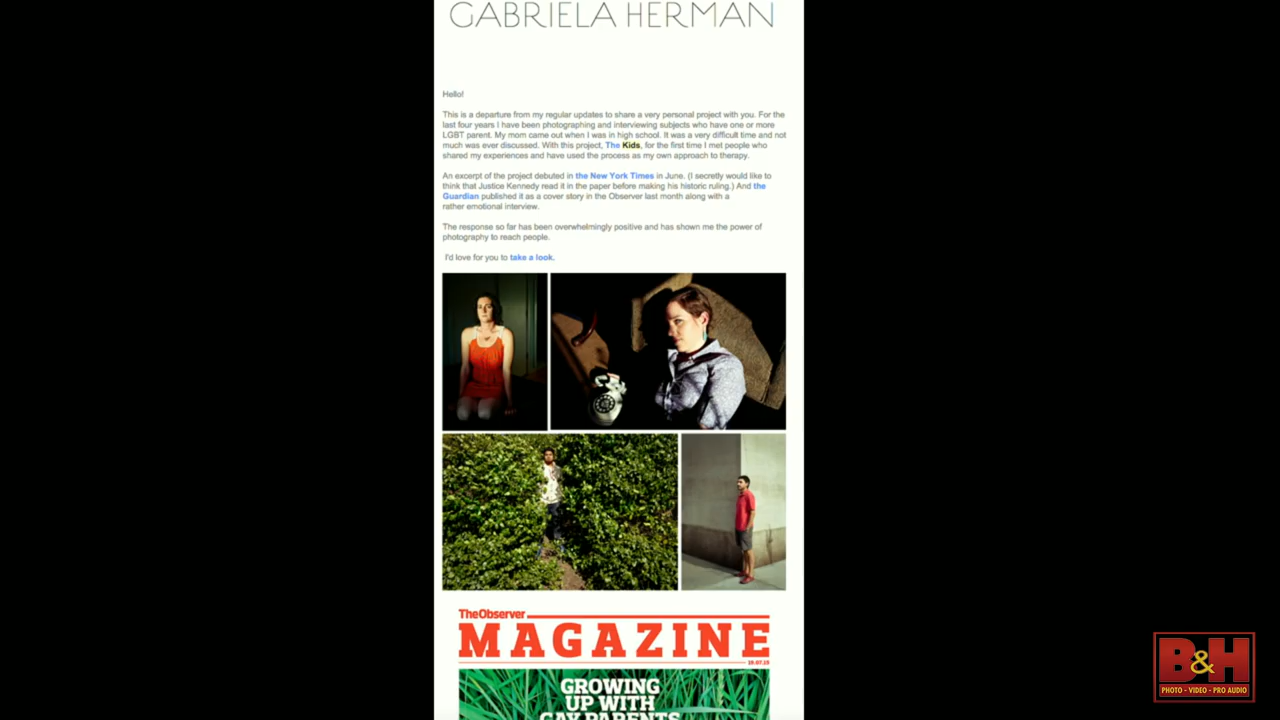 GABRIELA HERMAN
Hello!
This is a departure from my regular updates to share a very personal project with you. For the
last four years I have been photographing and interviewing subjects who have one or more
LGBT parent. My mom came out when I was in high school. It was a very difficult time and not
much was ever discussed. With this project, The Kids, for the first time I met people who
shared my experiences and have used the process as my own approach to therapy.
An excerpt of the project debuted in the New York Times in June. (I secretly would like to
think that Justice Kennedy read it in the paper before making his historic ruling.) And the
Guardian published it as a cover story in the Observer last month along with a
rather emotional interview.
The response so far has been overwhelmingly positive and has shown me the power of
photography to reach people.
I'd love for you to take a look.
TheObserver
MAGAZINE
19.07.15
GROWING
UP WITH
GAY PARENTS
B&H
PHOTO - VIDEO - PRO AUDIO